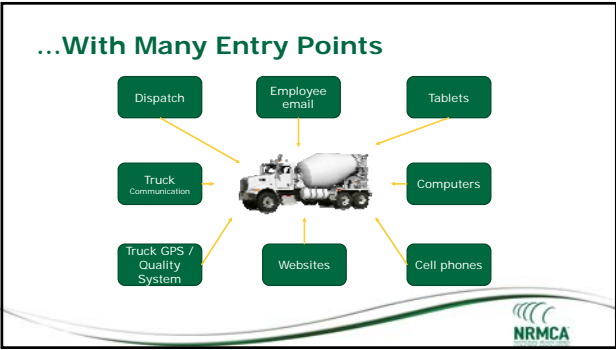 ...With Many Entry Points
Dispatch
Employee
email
Tablets
Truck
Communication
Computers
Truck GPS /
Quality
System
Websites
Cell phones
NRMCA